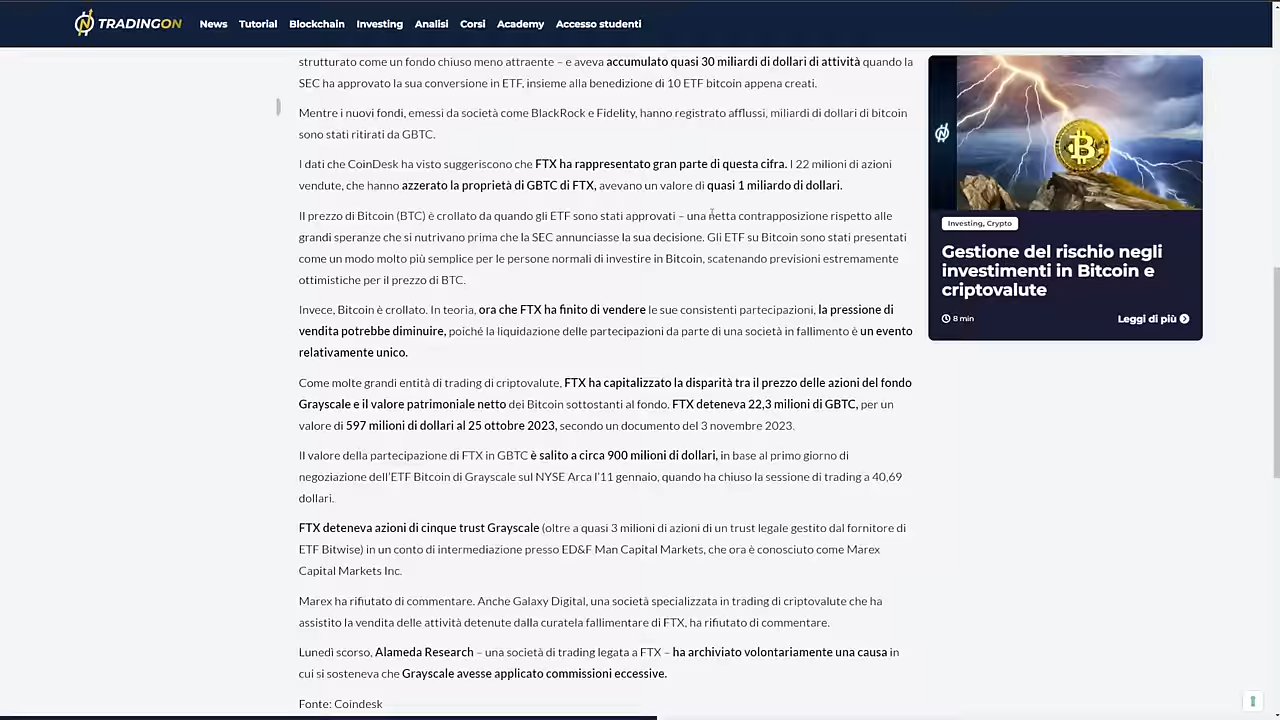 TRADINGON News Tutorial Blockchain Investing Analisi Corsi Academy Accesso studenti
strutturato come un fondo chiuso meno attraente – e aveva accumulato quasi 30 miliardi di dollari di attività quando la
SEC ha approvato la sua conversione in ETF, insieme alla benedizione di 10 ETF bitcoin appena creati.
Mentre i nuovi fondi, emessi da società come BlackRock e Fidelity, hanno registrato afflussi, miliardi di dollari di bitcoin
sono stati ritirati da GBTC.
I dati che CoinDesk ha visto suggeriscono che FTX ha rappresentato gran parte di questa cifra. I 22 milioni di azioni
vendute, che hanno azzerato la proprietà di GBTC di FTX, avevano un valore di quasi 1 miliardo di dollari.
Il prezzo di Bitcoin (BTC) è crollato da quando gli ETF sono stati approvati – una netta contrapposizione rispetto alle
grandi speranze che si nutrivano prima che la SEC annunciasse la sua decisione. Gli ETF su Bitcoin sono stati presentati
come un modo molto più semplice per le persone normali di investire in Bitcoin, scatenando previsioni estremamente
ottimistiche per il prezzo di BTC.
Invece, Bitcoin è crollato. In teoria, ora che FTX ha finito di vendere le sue consistenti partecipazioni, la pressione di
vendita potrebbe diminuire, poiché la liquidazione delle partecipazioni da parte di una società in fallimento è un evento
relativamente unico.
Come molte grandi entità di trading di criptovalute, FTX ha capitalizzato la disparità tra il prezzo delle azioni del fondo
Grayscale e il valore patrimoniale netto dei Bitcoin sottostanti al fondo. FTX deteneva 22,3 milioni di GBTC, per un
valore di 597 milioni di dollari al 25 ottobre 2023, secondo un documento del 3 novembre 2023.
Il valore della partecipazione di FTX in GBTC è salito a circa 900 milioni di dollari, in base al primo giorno di
negoziazione dell'ETF Bitcoin di Grayscale sul NYSE Arca l'11 gennaio, quando ha chiuso la sessione di trading a 40,69
dollari.
FTX deteneva azioni di cinque trust Grayscale (oltre a quasi 3 milioni di azioni di un trust legale gestito dal fornitore di
ETF Bitwise) in un conto di intermediazione presso ED&F Man Capital Markets, che ora è conosciuto come Marex
Capital Markets Inc.
Marex ha rifiutato di commentare. Anche Galaxy Digital, una società specializzata in trading di criptovalute che ha
assistito la vendita delle attività detenute dalla curatela fallimentare di FTX, ha rifiutato di commentare.
Lunedì scorso, Alameda Research – una società di trading legata a FTX – ha archiviato volontariamente una causa in
cui si sosteneva che Grayscale avesse applicato commissioni eccessive.
Fonte: Coindesk
Investing, Crypto
Gestione del rischio negli
investimenti in Bitcoin e
criptovalute
8 min Leggi di più